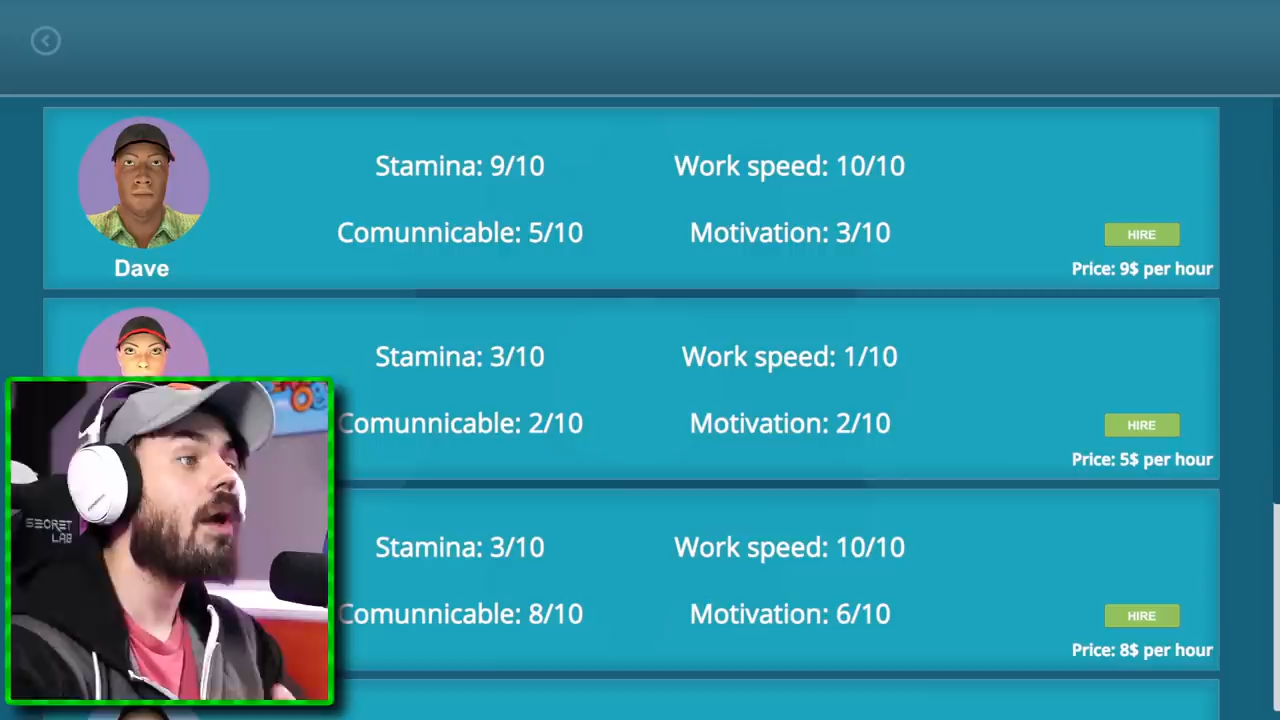 Stamina: 9/10
Work speed: 10/10
Comunnicable: 5/10
Motivation: 3/10
HIRE
Dave
Price: 9$ per hour
Stamina: 3/10
Work speed: 1/10
Comunnicable: 2/10
Motivation: 2/10
HIRE
Price: 5$ per hour
SECRET
LAB
Stamina: 3/10
Work speed: 10/10
Comunnicable: 8/10
Motivation: 6/10
HIRE
Price: 8$ per hour